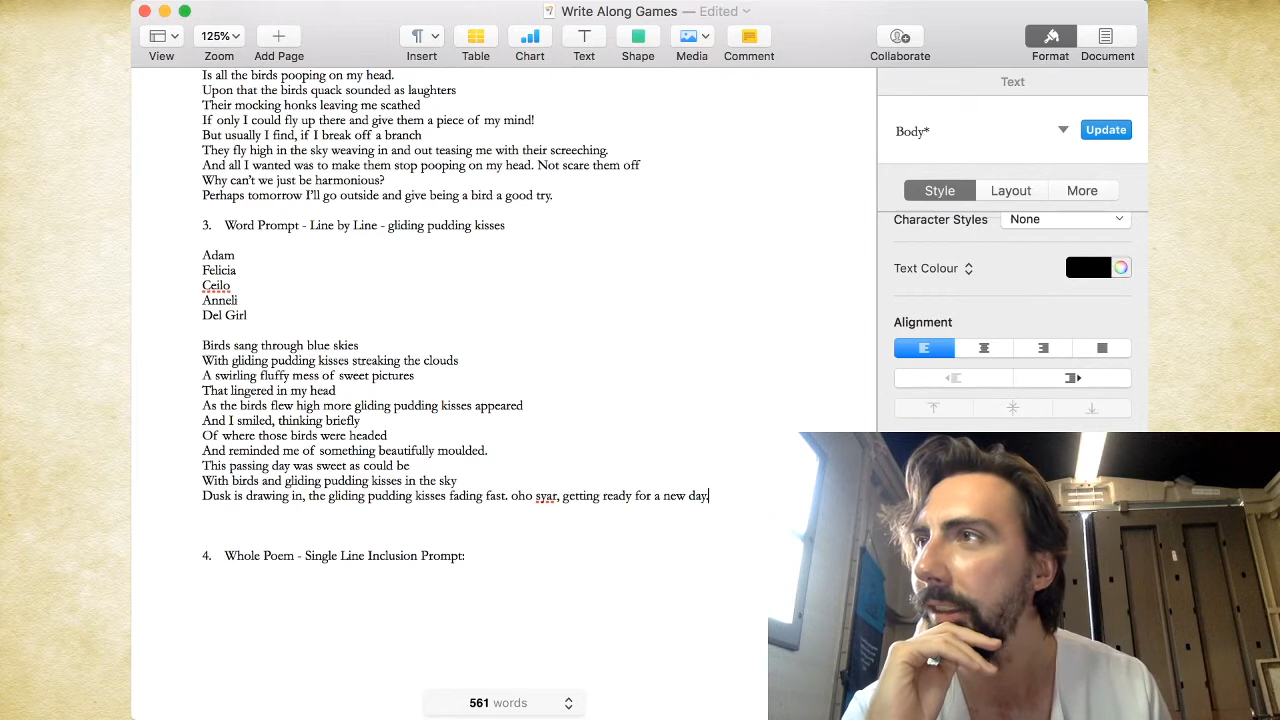 Write Along Games — Edited
125%
View
Zoom
Add Page
Insert
Table
Chart
Text
Shape
Media
Comment
Collaborate
Format
Document
Is all the birds pooping on my head.
Upon that the birds quack sounded as laughters
Their mocking honks leaving me scathed
If only I could fly up there and give them a piece of my mind!
But usually I find, if I break off a branch
They fly high in the sky weaving in and out teasing me with their screeching.
And all I wanted was to make them stop pooping on my head. Not scare them off
Why can't we just be harmonious?
Perhaps tomorrow I'll go outside and give being a bird a good try.
3. Word Prompt - Line by Line - gliding pudding kisses
Adam
Felicia
Ceilo
Anneli
Del Girl
Birds sang through blue skies
With gliding pudding kisses streaking the clouds
A swirling fluffy mess of sweet pictures
That lingered in my head
As the birds flew high more gliding pudding kisses appeared
And I smiled, thinking briefly
Of where those birds were headed
And reminded me of something beautifully moulded.
This passing day was sweet as could be
With birds and gliding pudding kisses in the sky
Dusk is drawing in, the gliding pudding kisses fading fast. oho syar, getting ready for a new day.
4. Whole Poem - Single Line Inclusion Prompt:
561 words
Text
Body*
Update
Style
Layout
More
Character Styles
None
Text Colour
Alignment